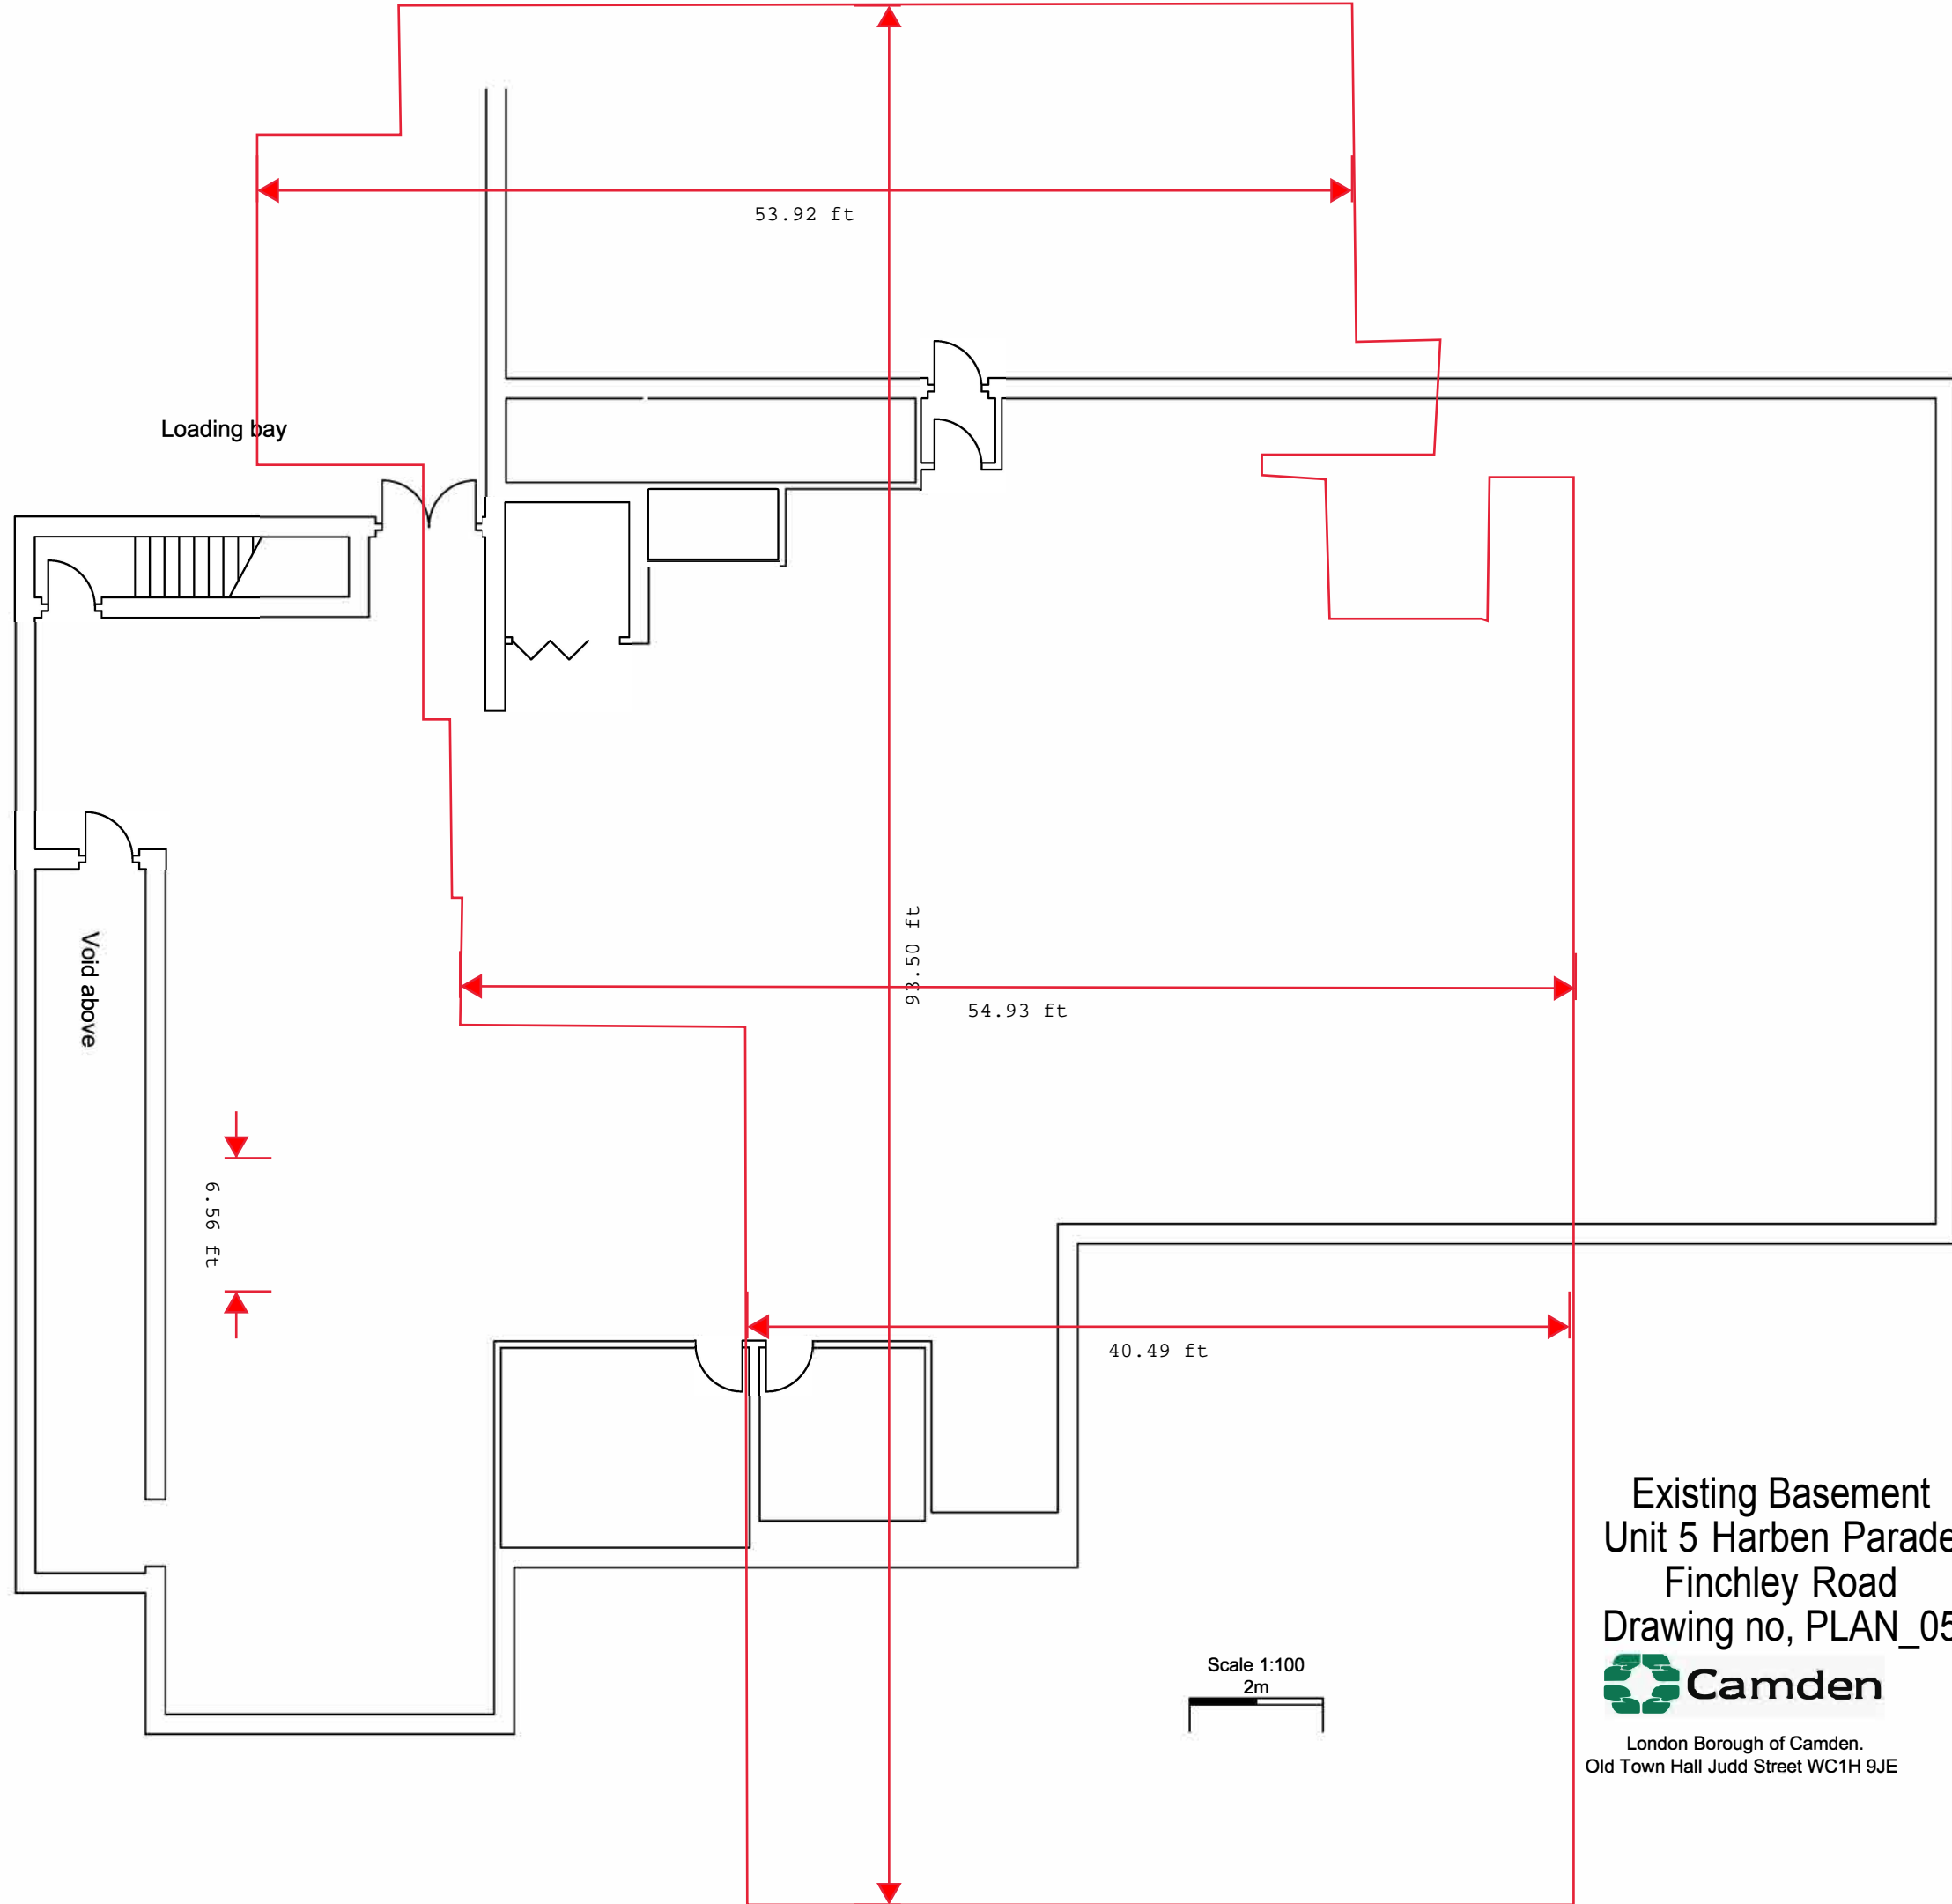 53.92 ft
Loading bay
Void above
93.50 ft
54.93 ft
6.56 ft
40.49 ft
Existing Basement
Unit 5 Harben Parade
Finchley Road
Drawing no, PLAN_05
Scale 1:100
2m
Camden
London Borough of Camden.
Old Town Hall Judd Street WC1H 9JE